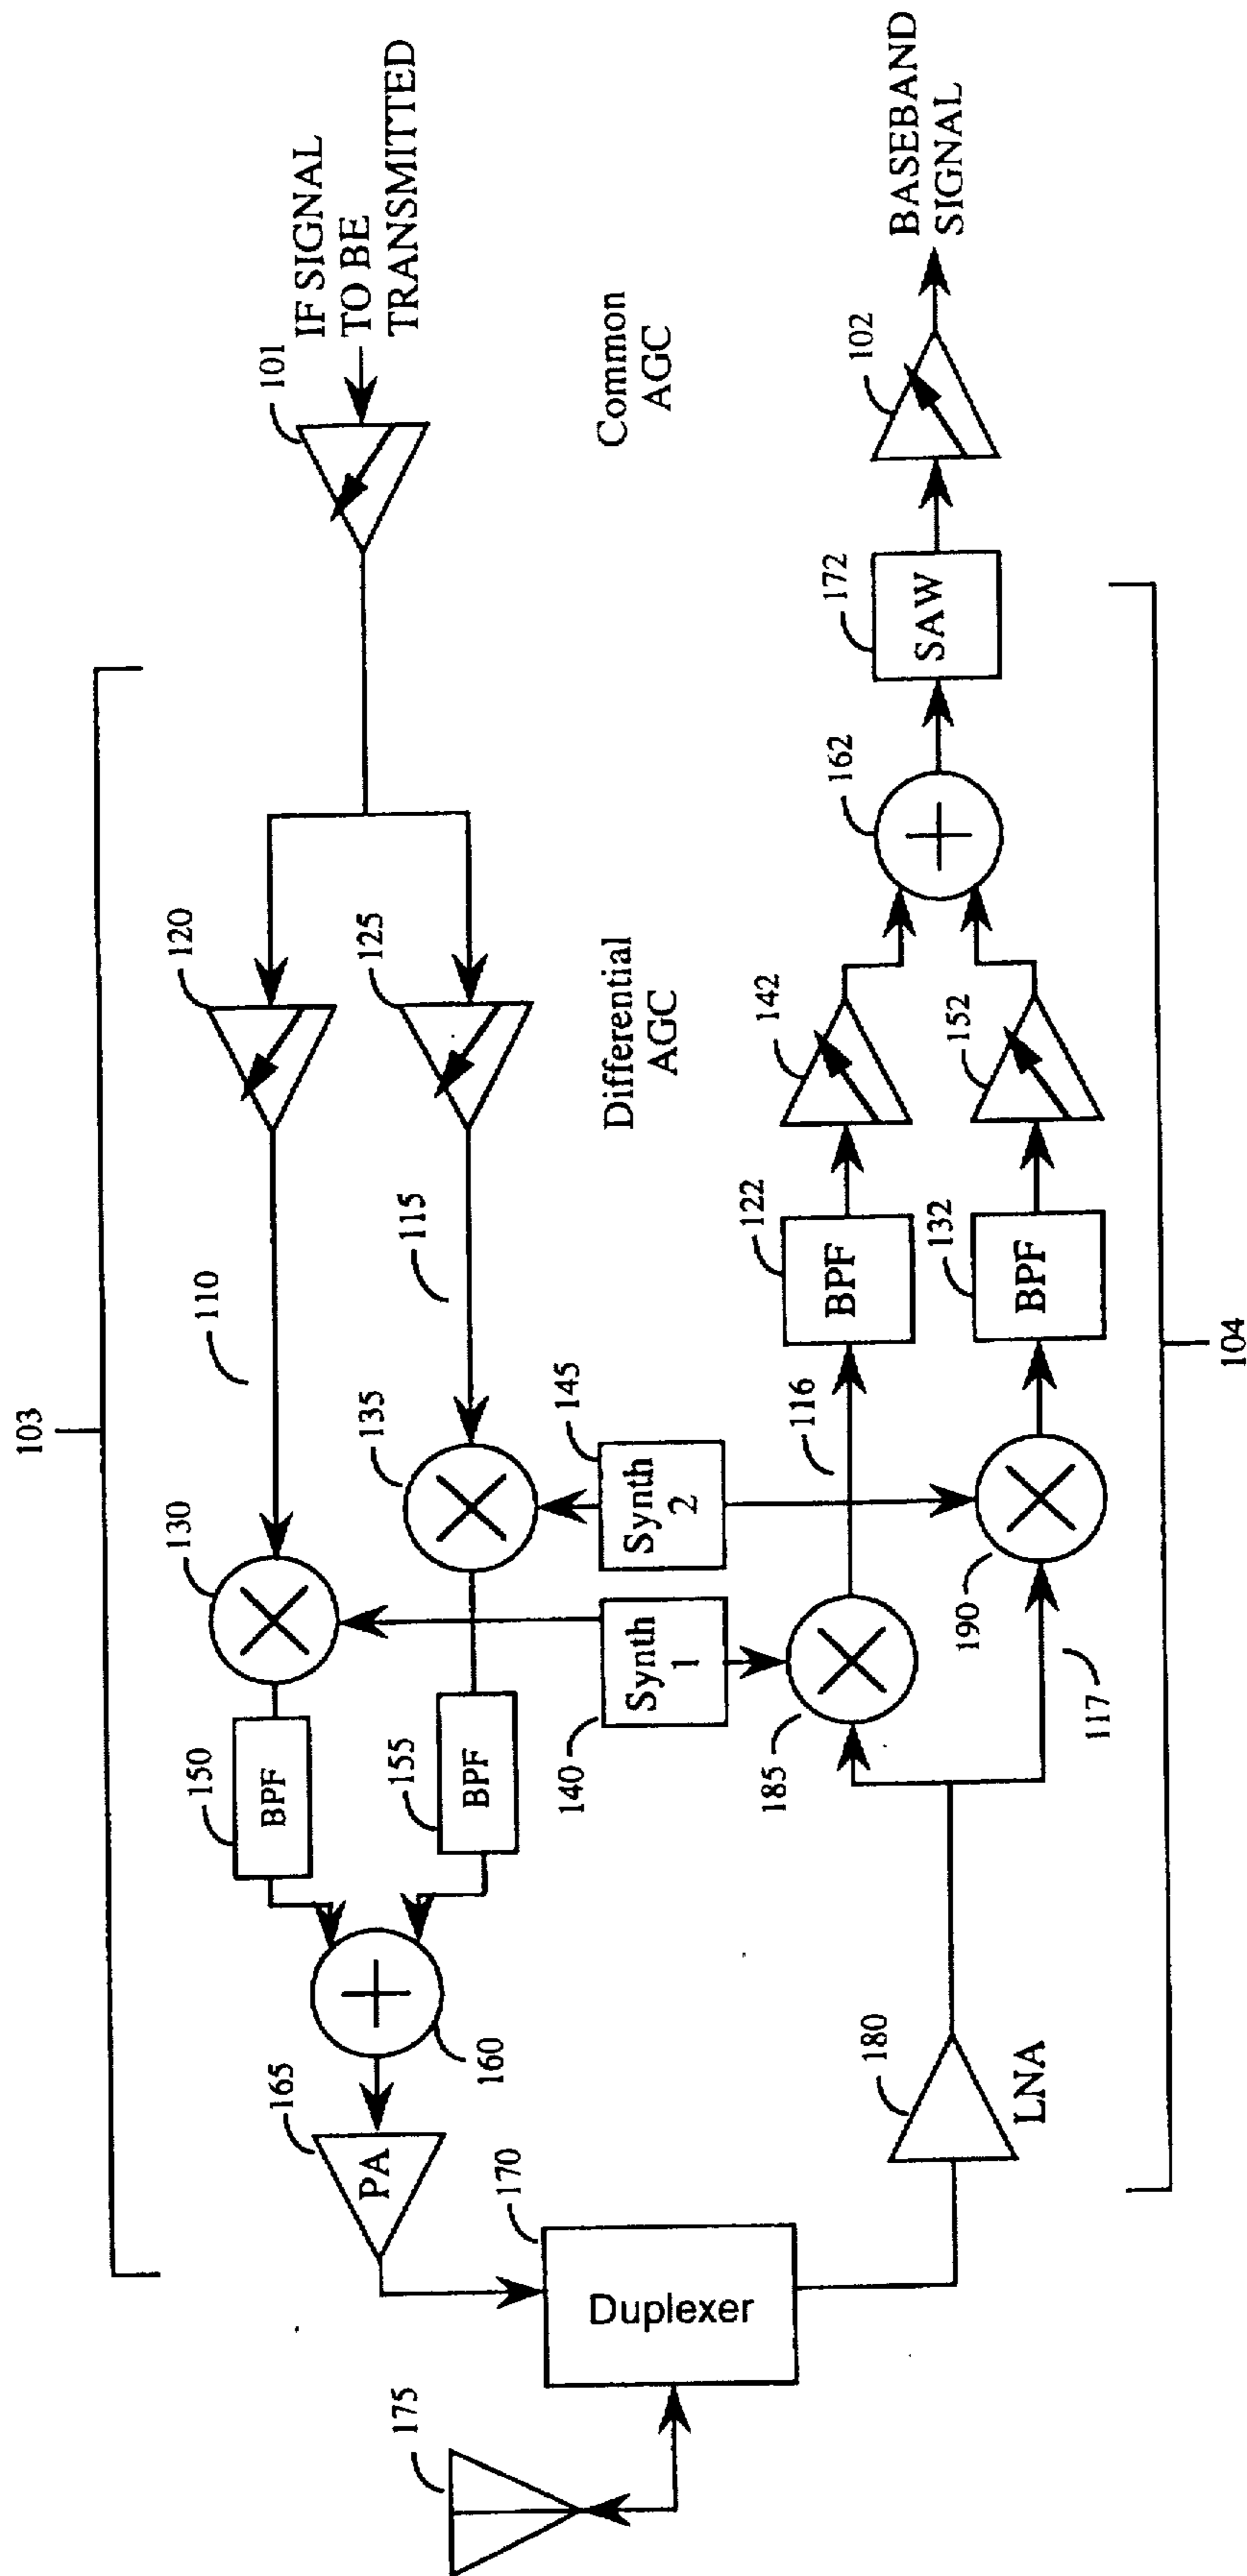 103
110
120
101
IF SIGNAL
TO BE
TRANSMITTED
130
150
BPF
115
125
135
155
BPF
160
165
PA
Differential
AGC
Common
AGC
145
Synth
2
Synth
1
140
170
Duplexer
175
185
116
122
BPF
142
162
172
SAW
102
BASEBAND
SIGNAL
190
117
132
BPF
152
180
LNA
104